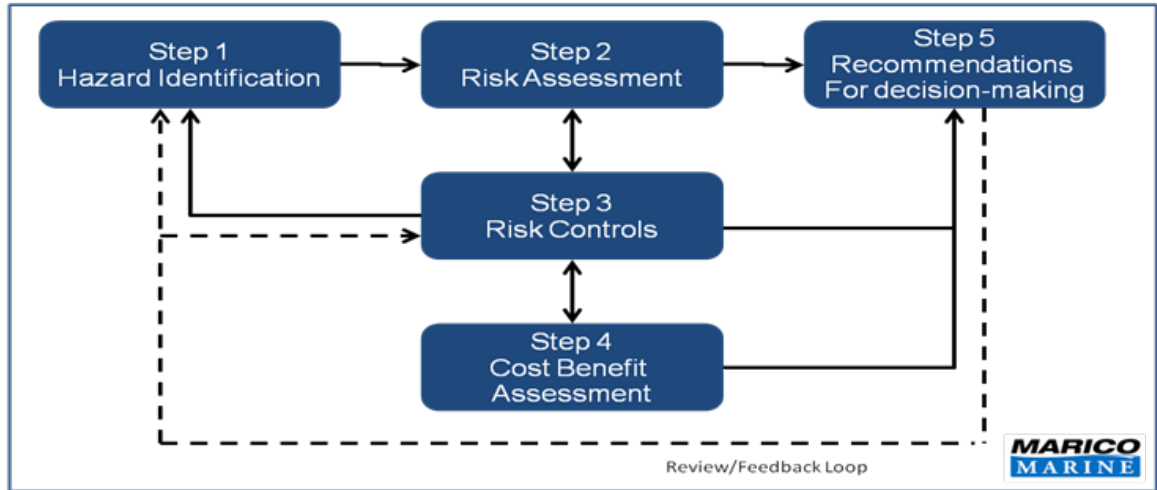 Step 1
Hazard Identification
Step 2
Risk Assessment
Step 5
Recommendations
For decision-making
Step 3
Risk Controls
Step 4
Cost Benefit
Assessment
Review/Feedback Loop
MARICO
MARINE